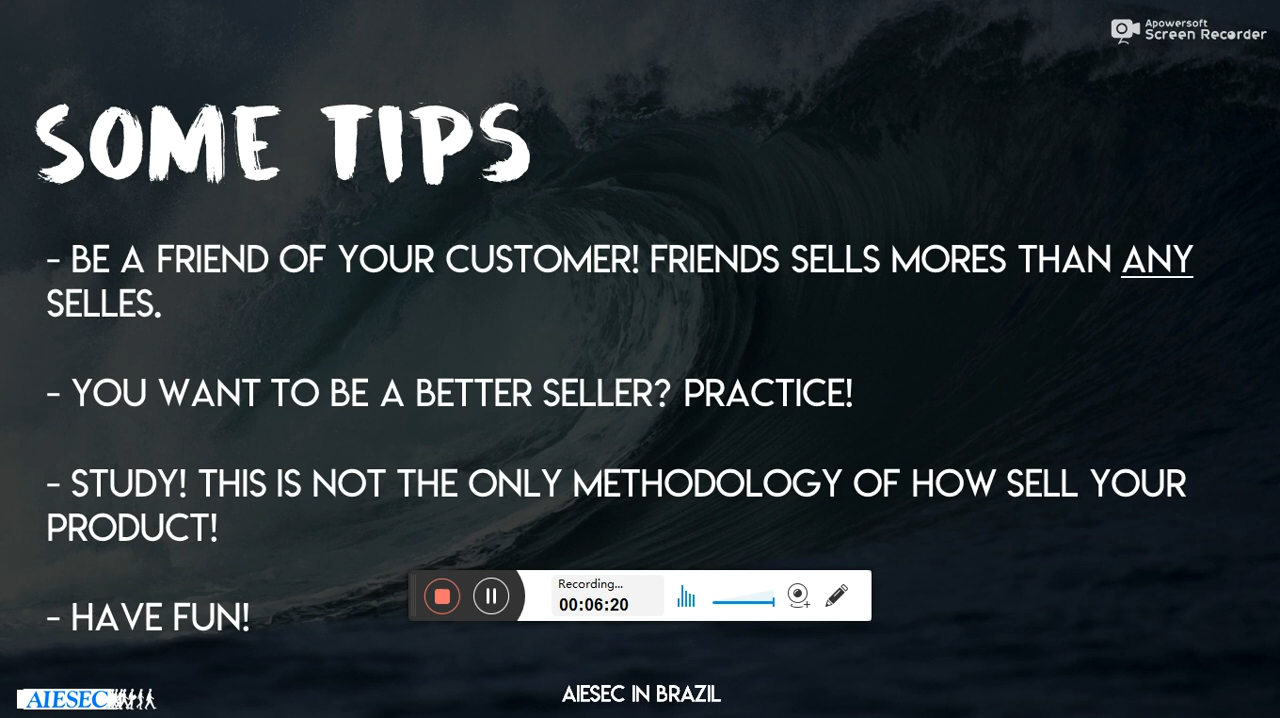 Apowersoft
Screen Recorder
SOME TIPS
- BE A FRIEND OF YOUR CUSTOMER! FRIENDS SELLS MORES THAN ANY
SELLES.
- YOU WANT TO BE A BETTER SELLER? PRACTICE!
- STUDY! THIS IS NOT THE ONLY METHODOLOGY OF HOW SELL YOUR
PRODUCT!
Recording...
00:06:20
- HAVE FUN!
AIESEC
AIESEC IN BRAZIL